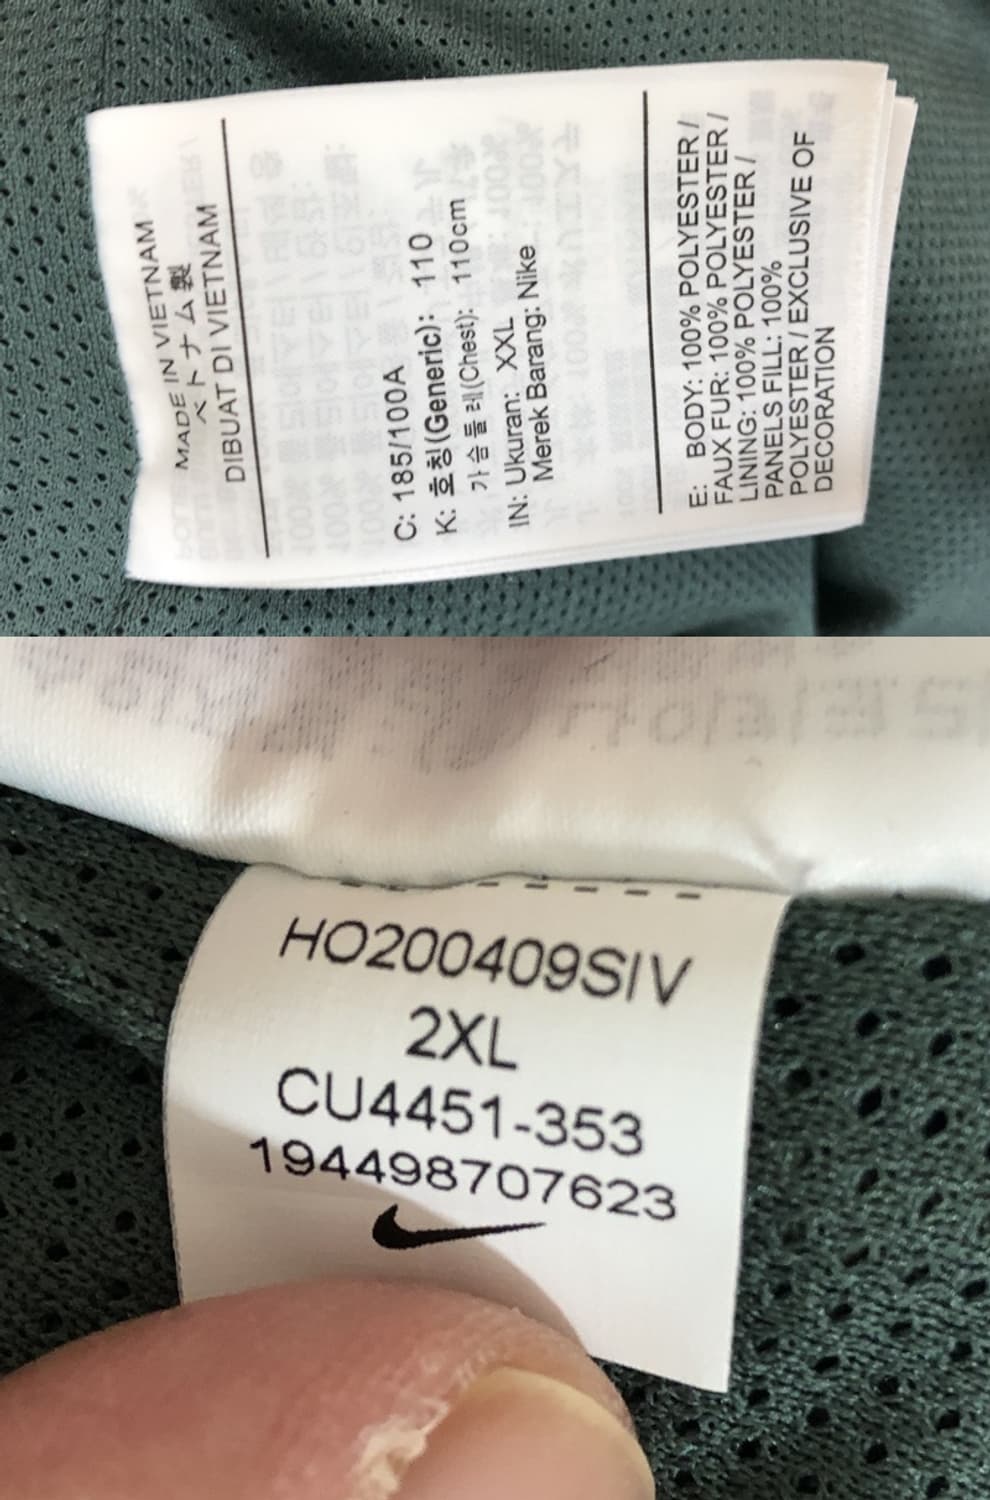 MADE IN VIETNAM
ベトナム製
DIBUAT DI VIETNAM
C: 185/100A
K: 호칭(Generic): 110
가슴둘레(Chest): 110cm
IN: Ukuran: XXL
Merek Barang: Nike
E: BODY: 100% POLYESTER /
FAUX FUR: 100% POLYESTER /
LINING: 100% POLYESTER /
PANELS FILL: 100%
POLYESTER / EXCLUSIVE OF
DECORATION
HO200409SIV
2XL
CU4451-353
194498707623